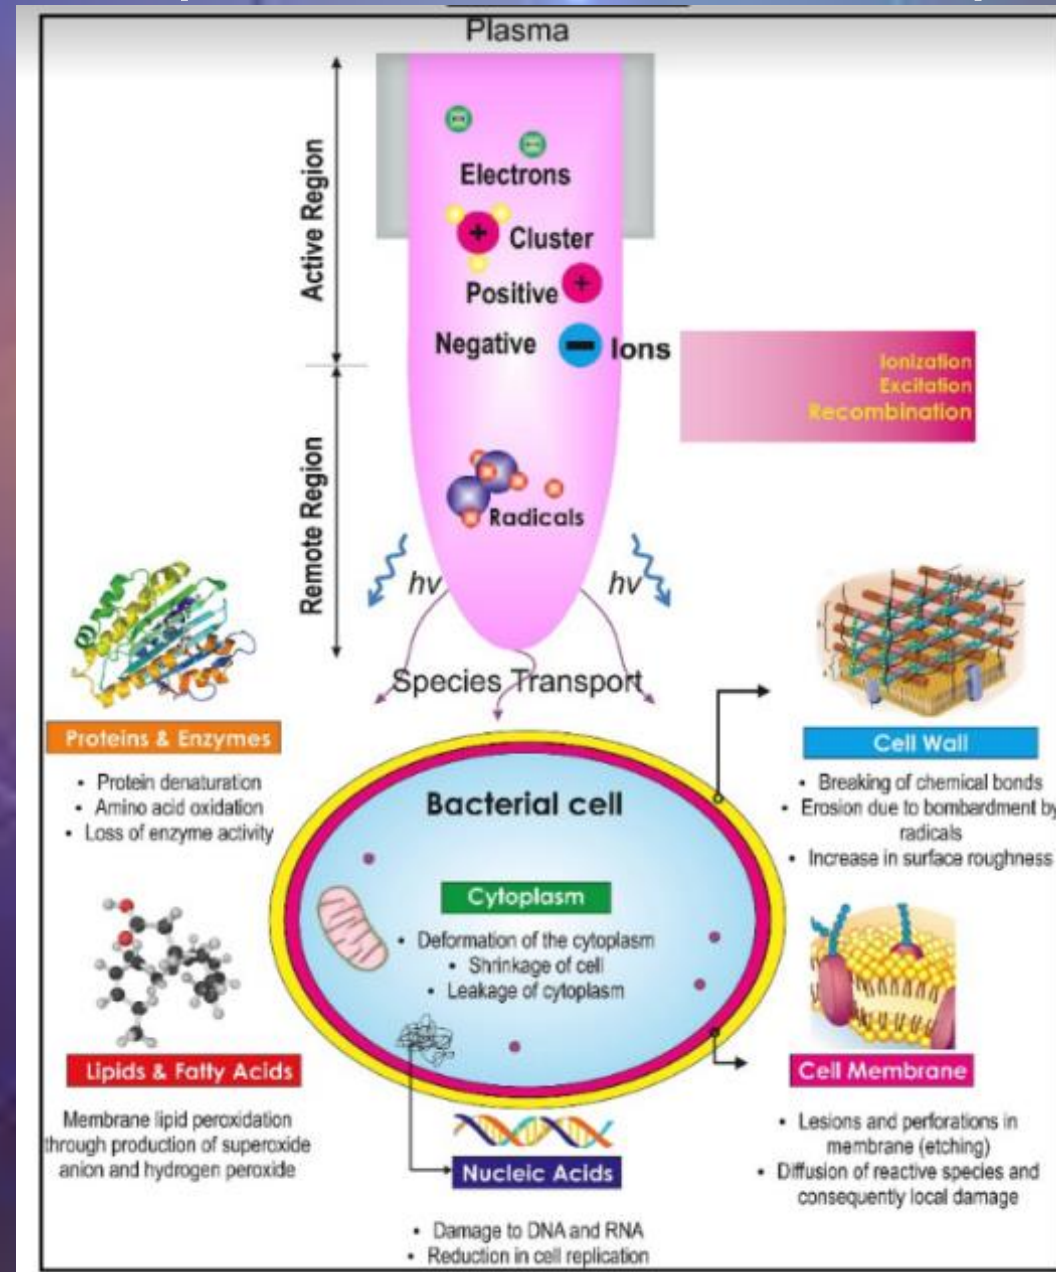 Plasma
Active Region
Electrons
+
Cluster
Positive +
Negative − Ions
Ionization
Excitation
Recombination
Remote Region
Radicals
hv
hv
Species Transport
Proteins & Enzymes
• Protein denaturation
• Amino acid oxidation
• Loss of enzyme activity
Cell Wall
• Breaking of chemical bonds
• Erosion due to bombardment by
radicals
• Increase in surface roughness
Bacterial cell
Cytoplasm
• Deformation of the cytoplasm
• Shrinkage of cell
• Leakage of cytoplasm
Lipids & Fatty Acids
Membrane lipid peroxidation
through production of superoxide
anion and hydrogen peroxide
Cell Membrane
• Lesions and perforations in
membrane (etching)
• Diffusion of reactive species and
consequently local damage
Nucleic Acids
• Damage to DNA and RNA
• Reduction in cell replication